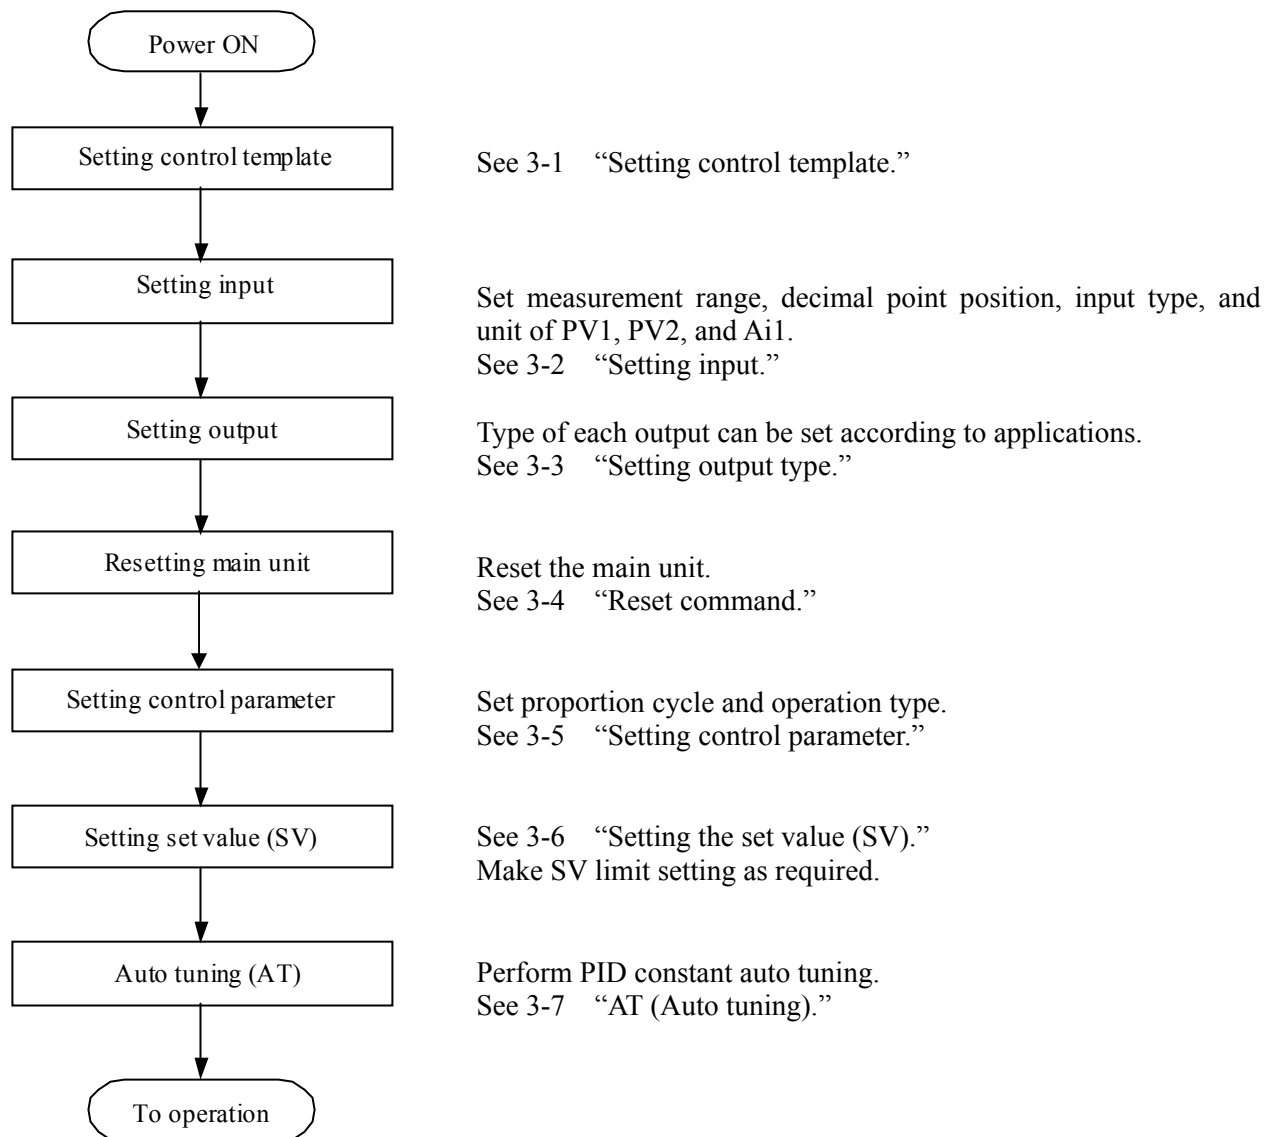 Power ON
Setting control template
See 3-1 “Setting control template.”
Setting input
Set measurement range, decimal point position, input type, and
unit of PV1, PV2, and Ai1.
See 3-2 “Setting input.”
Setting output
Type of each output can be set according to applications.
See 3-3 “Setting output type.”
Resetting main unit
Reset the main unit.
See 3-4 “Reset command.”
Setting control parameter
Set proportion cycle and operation type.
See 3-5 “Setting control parameter.”
Setting set value (SV)
See 3-6 “Setting the set value (SV).”
Make SV limit setting as required.
Auto tuning (AT)
Perform PID constant auto tuning.
See 3-7 “AT (Auto tuning).”
To operation